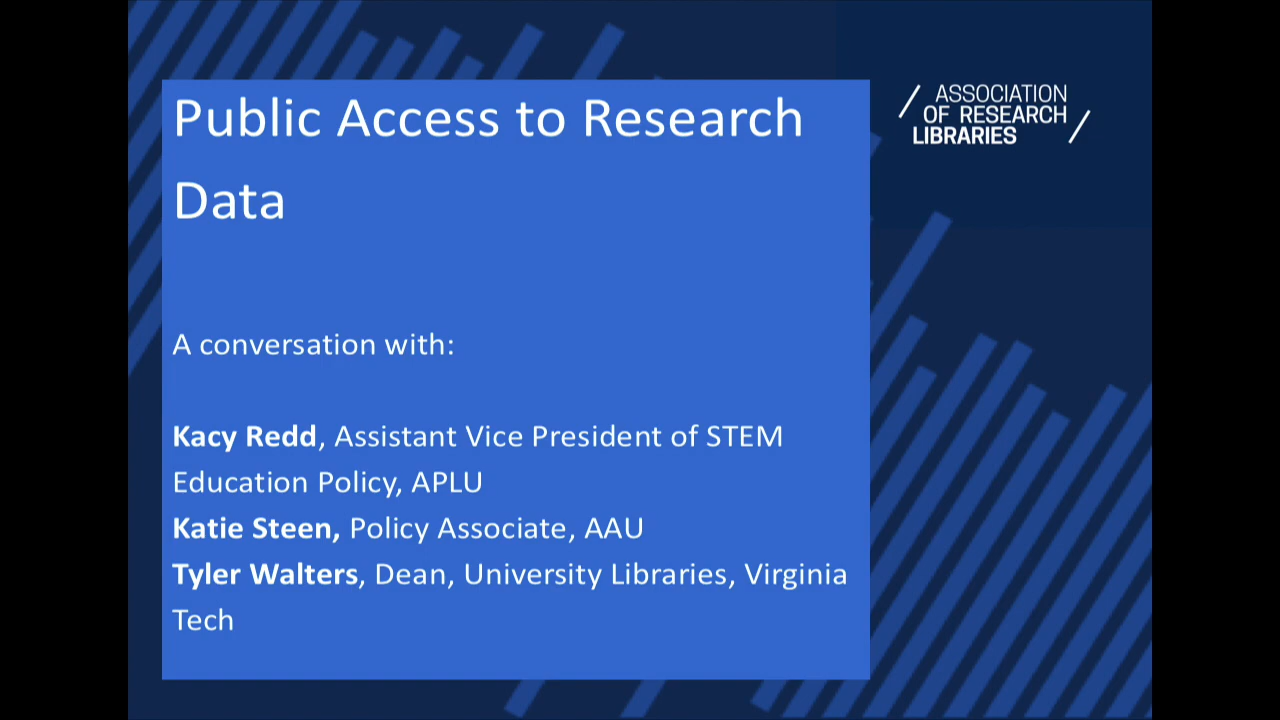 Public Access to Research
Data
ASSOCIATION
OF RESEARCH
LIBRARIES
A conversation with:
Kacy Redd, Assistant Vice President of STEM
Education Policy, APLU
Katie Steen, Policy Associate, AAU
Tyler Walters, Dean, University Libraries, Virginia
Tech